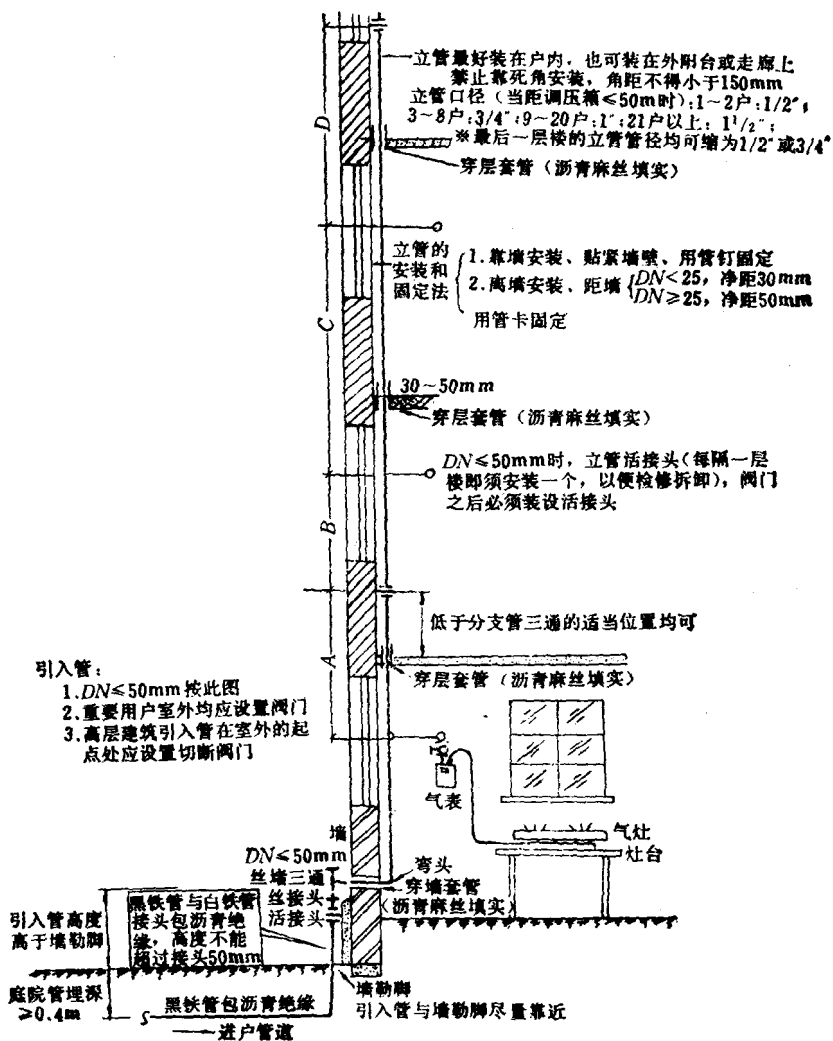 立管最好装在户内，也可装在外阳台或走廊上
禁止靠死角安装，角距不得小于150mm
立管口径（当距调压箱≤50m时）：1～2户：1/2"；
3～8户：3/4"；9～20户：1"；21户以上：1¹/₂"；
※最后一层楼的立管管径均可缩为1/2"或3/4"
穿层套管（沥青麻丝填实）
D
立管的
安装和
固定法
1.靠墙安装、贴紧墙壁、用管钉固定
2.离墙安装、距墙
DN＜25，净距30mm
DN≥25，净距50mm
用管卡固定
C
30～50mm
穿层套管（沥青麻丝填实）
DN≤50mm时，立管活接头（每隔一层
楼即须安装一个，以便检修拆卸），阀门
之后必须装设活接头
B
低于分支管三通的适当位置均可
A
穿层套管（沥青麻丝填实）
引入管：
1.DN≤50mm按此图
2.重要用户室外均应设置阀门
3.高层建筑引入管在室外的起
点处应设置切断阀门
气表
气灶
灶台
墙
DN≤50mm
丝堵三通
丝接头
活接头
弯头
穿墙套管
（沥青麻丝填实）
黑铁管与白铁管
接头包沥青绝
缘，高度不能
超过接头50mm
引入管高度
高于墙勒脚
庭院管埋深
≥0.4m
S
黑铁管包沥青绝缘
进户管道
墙勒脚
引入管与墙勒脚尽量靠近